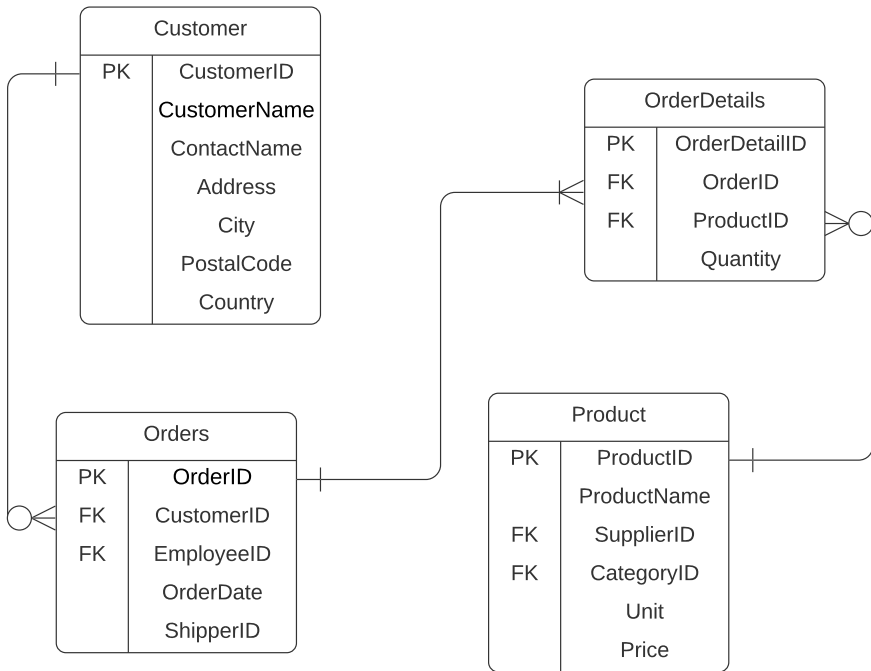 Customer
PK CustomerID
CustomerName
ContactName
Address
City
PostalCode
Country
OrderDetails
PK OrderDetailID
FK OrderID
FK ProductID
Quantity
Orders
PK OrderID
FK CustomerID
FK EmployeeID
OrderDate
ShipperID
Product
PK ProductID
ProductName
FK SupplierID
FK CategoryID
Unit
Price